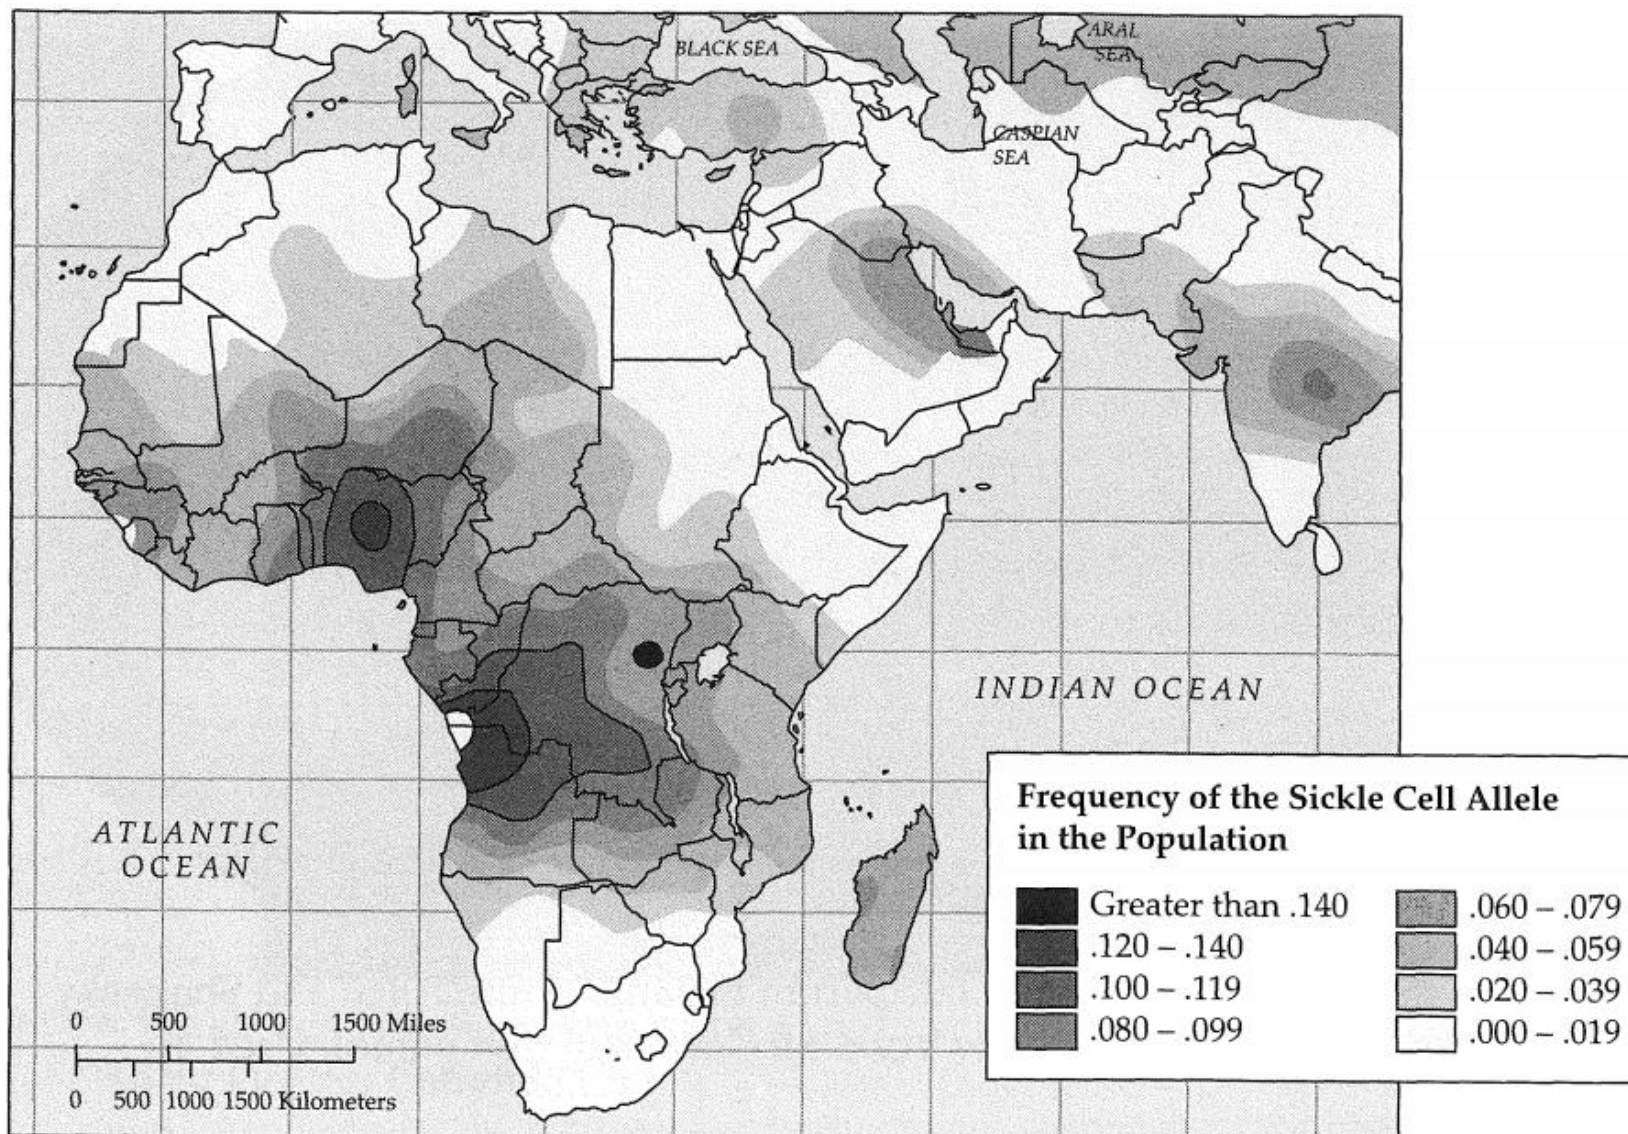 BLACK SEA
ARAL
SEA
CASPIAN
SEA
INDIAN OCEAN
ATLANTIC
OCEAN
Frequency of the Sickle Cell Allele
in the Population
Greater than .140
.120 – .140
.100 – .119
.080 – .099
.060 – .079
.040 – .059
.020 – .039
.000 – .019
0 500 1000 1500 Miles
0 500 1000 1500 Kilometers